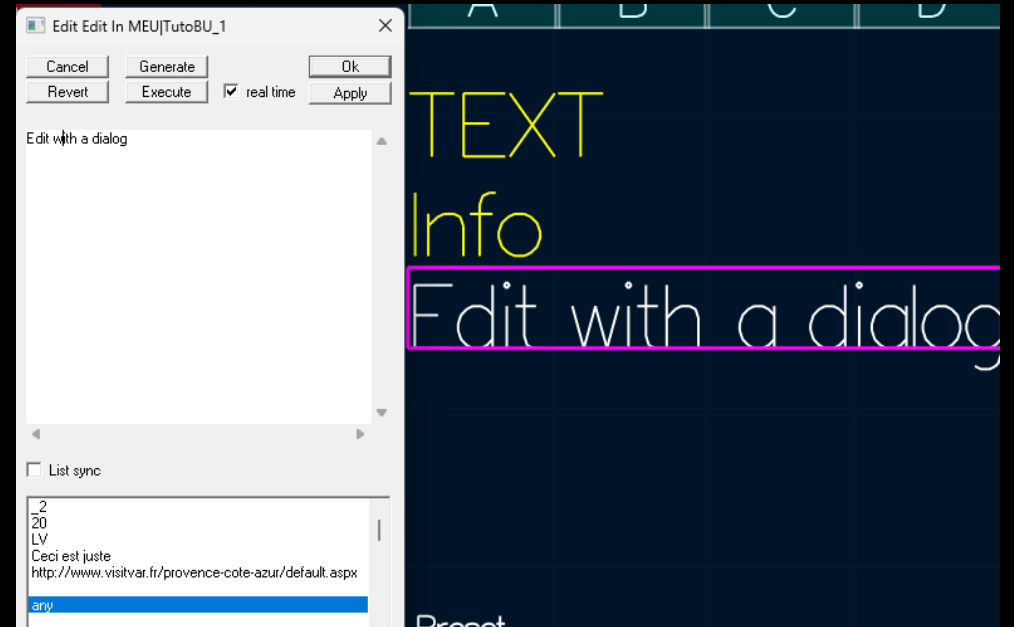 Edit Edit In MEU|TutoBU_1
Cancel
Generate
Ok
Revert
Execute
real time
Apply
Edit with a dialog
List sync
_2
20
LV
Ceci est juste
http://www.visitvar.fr/provence-cote-azur/default.aspx
any
A
B
C
D
TEXT
Info
Edit with a dialog
Preset